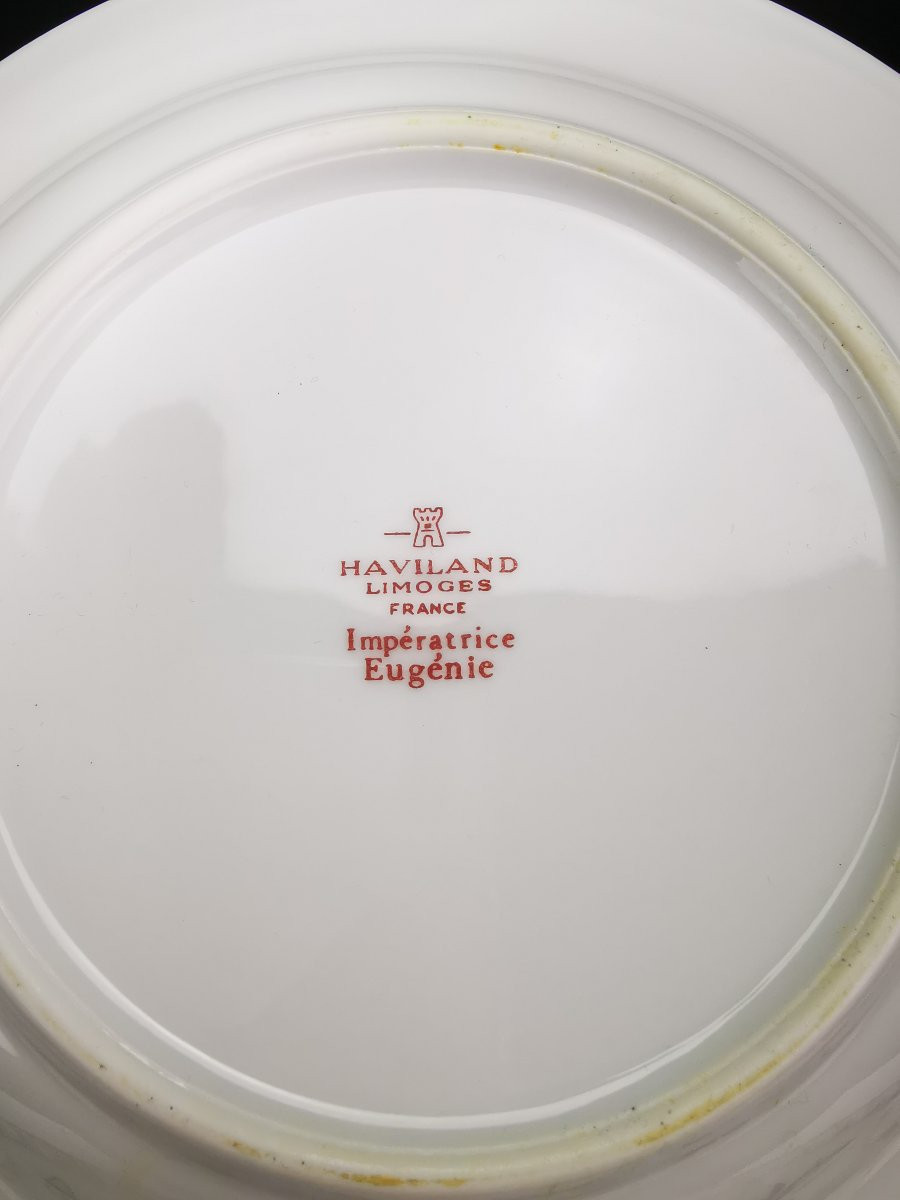 HAVILAND
LIMOGES
FRANCE
Impératrice
Eugénie